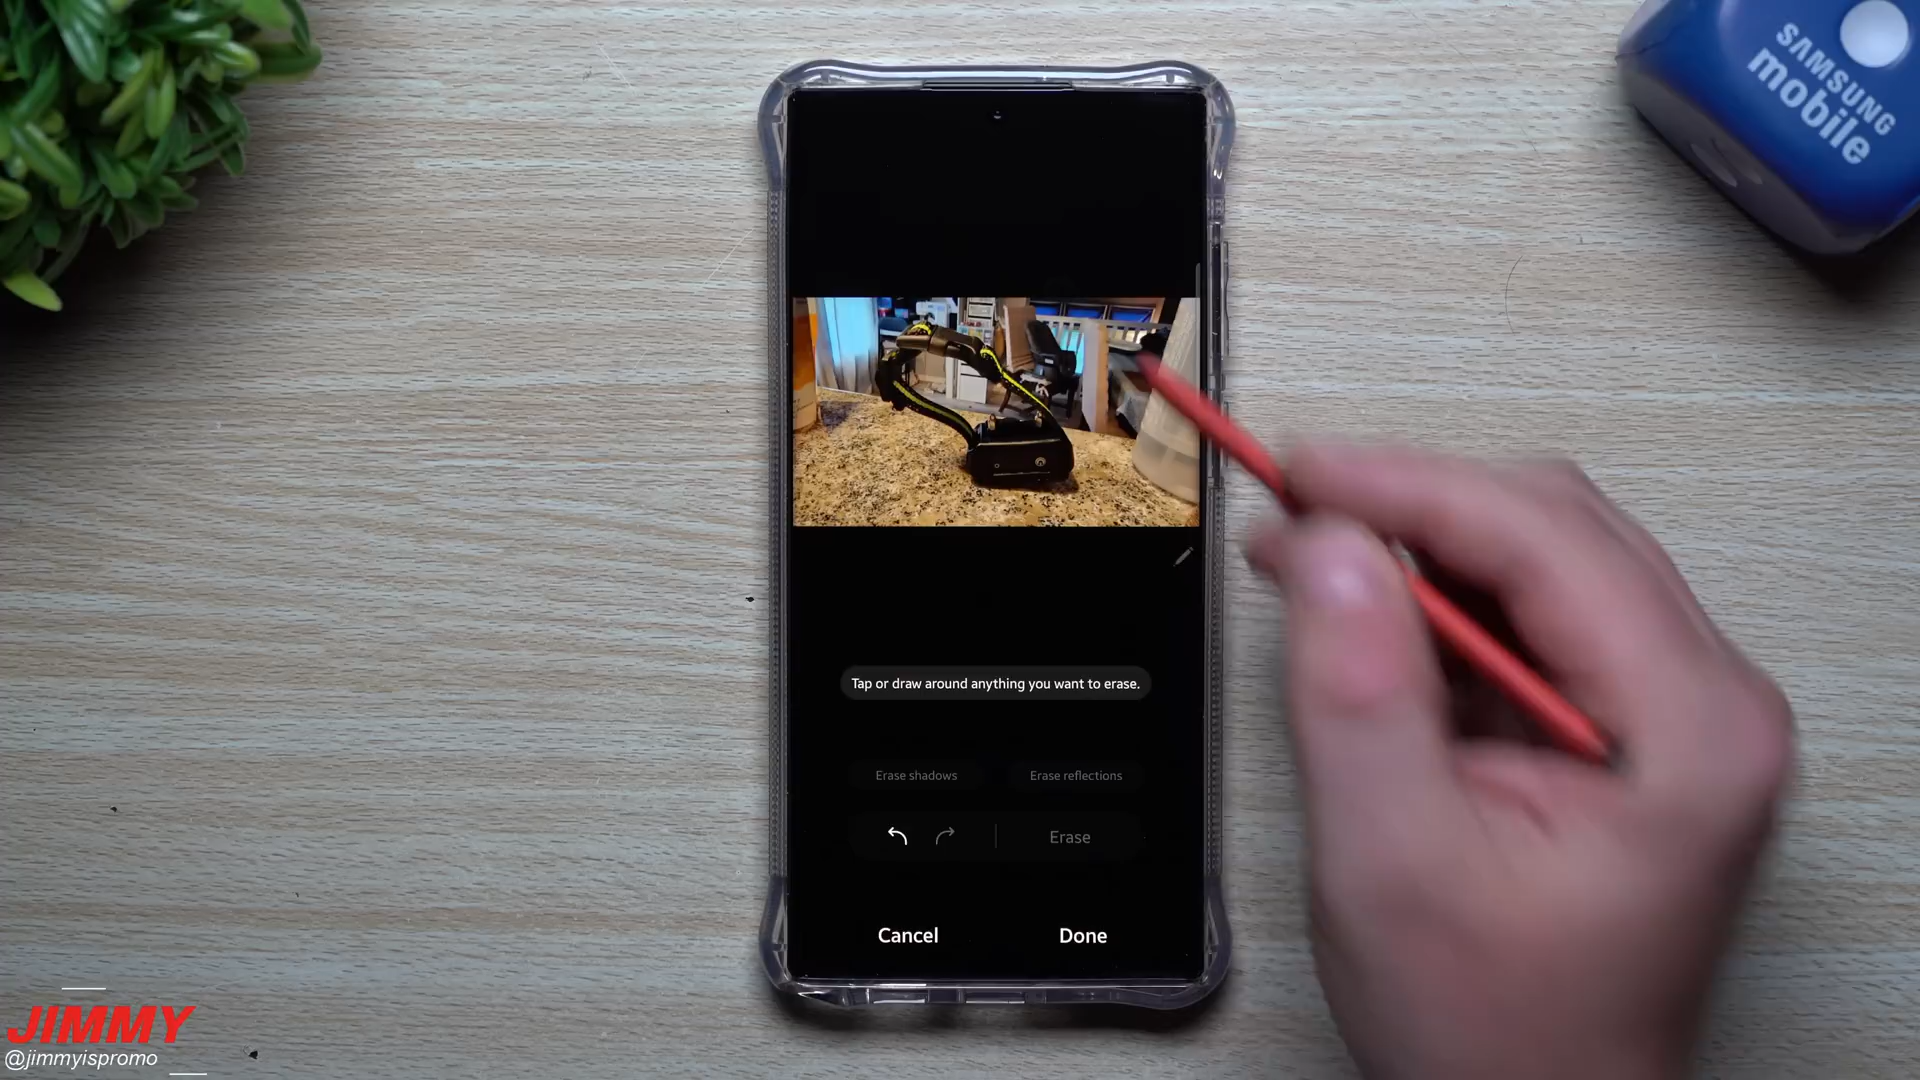 SAMSUNG
mobile
Tap or draw around anything you want to erase.
Erase shadows
Erase reflections
Erase
Cancel
Done
JIMMY
@jimmyispromo